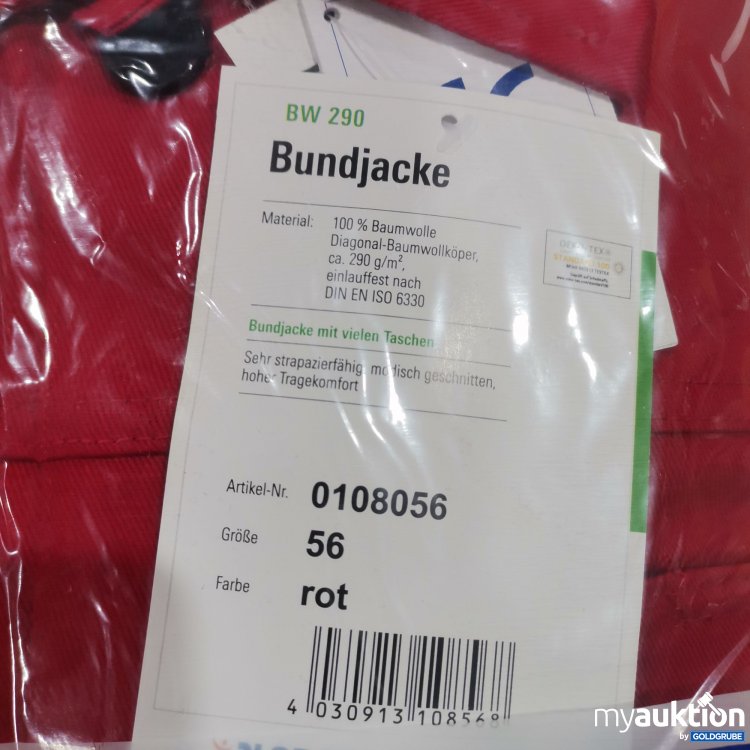 BW 290
Bundjacke
Material: 100 % Baumwolle
Diagonal-Baumwollköper,
ca. 290 g/m²,
einlauffest nach
DIN EN ISO 6330
STANDARD 100
Bundjacke mit vielen Taschen
Sehr strapazierfähig, modisch geschnitten,
hoher Tragekomfort
Artikel-Nr. 0108056
Größe 56
Farbe rot
4 030913 108568
myauktion
by GOLDGRUBE